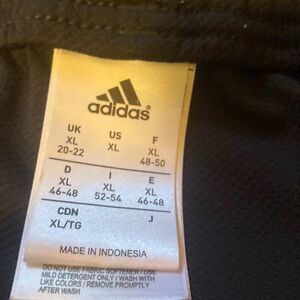 adidas®
UK US F
XL XL XL
20-22 48-50
D I E
XL XL XL
46-48 52-54 46-48
CDN J
XL/TG
MADE IN INDONESIA
DO NOT USE FABRIC SOFTENER / USE
MILD DETERGENT ONLY / WASH WITH
LIKE COLORS / REMOVE PROMPTLY
AFTER WASH